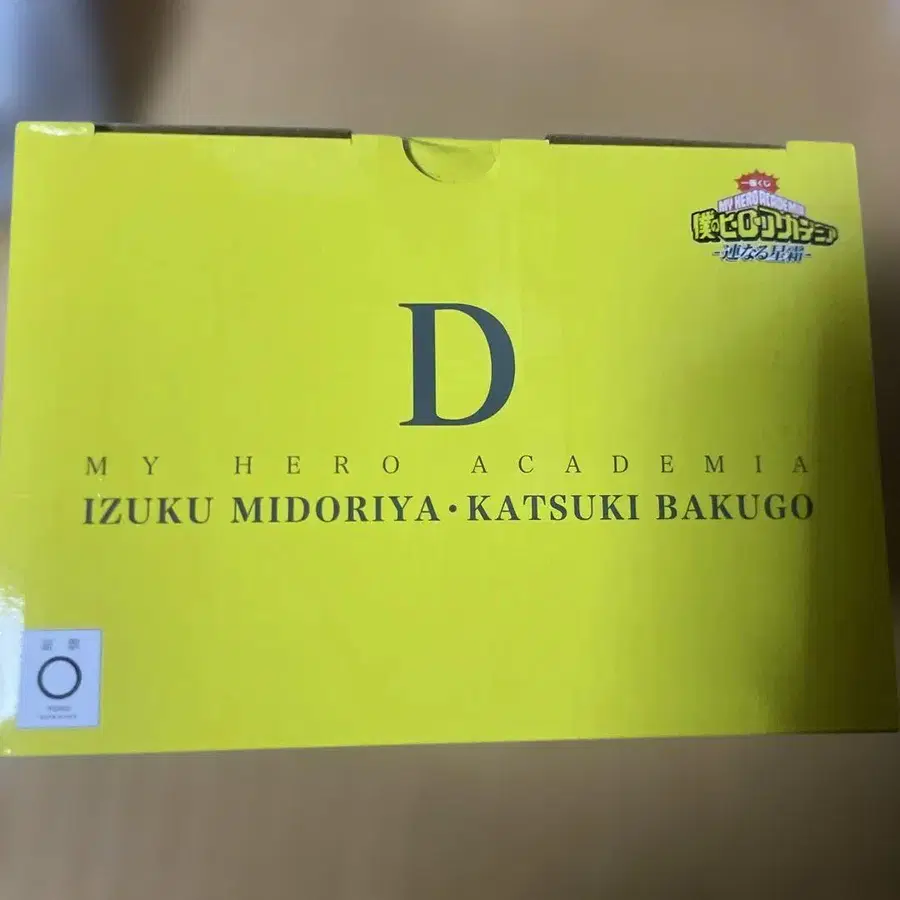 一番くじ
MY HERO ACADEMIA
僕のヒーローアカデミア
-連なる星霜-
D
MY HERO ACADEMIA
IZUKU MIDORIYA・KATSUKI BAKUGO